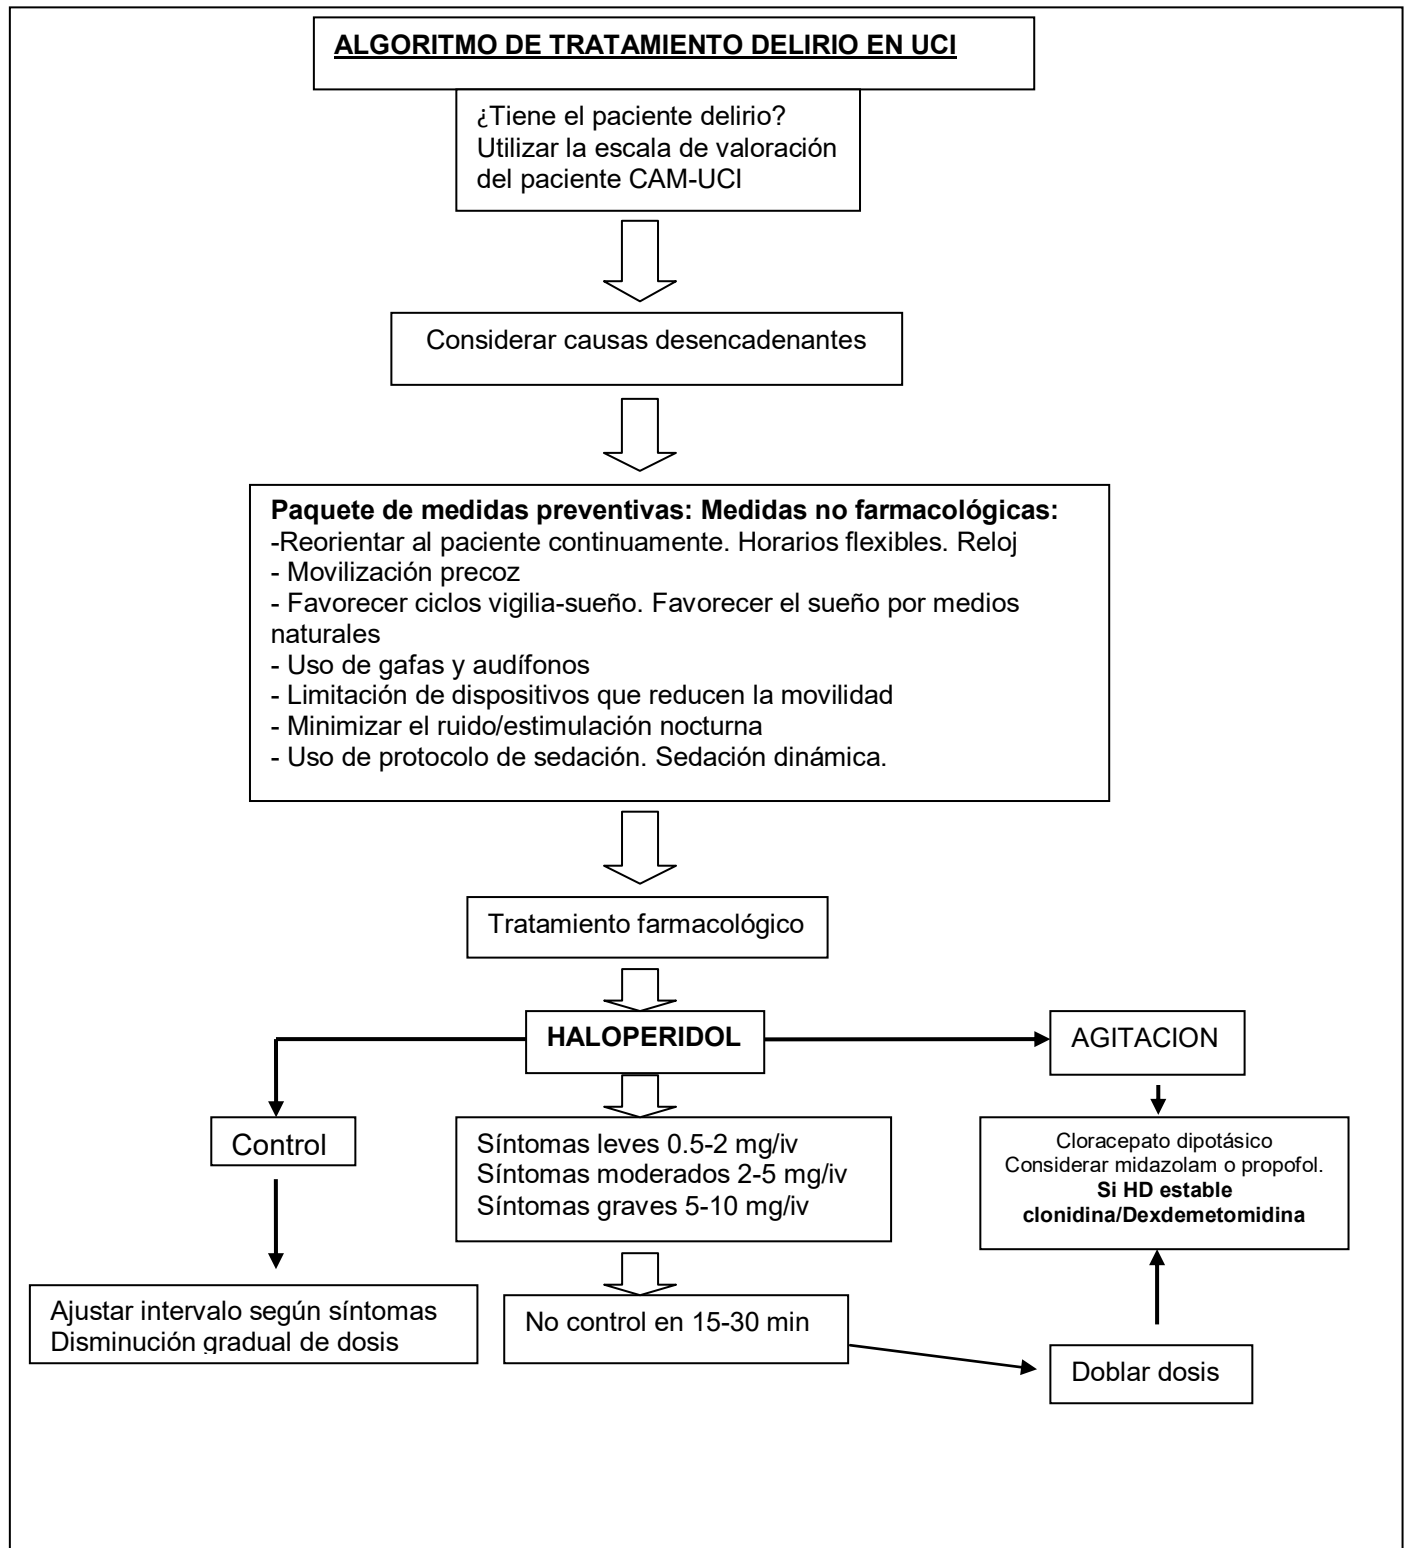 ALGORITMO DE TRATAMIENTO DELIRIO EN UCI
¿Tiene el paciente delirio?
Utilizar la escala de valoración
del paciente CAM-UCI
Considerar causas desencadenantes
Paquete de medidas preventivas: Medidas no farmacológicas:
-Reorientar al paciente continuamente. Horarios flexibles. Reloj
- Movilización precoz
- Favorecer ciclos vigilia-sueño. Favorecer el sueño por medios
naturales
- Uso de gafas y audífonos
- Limitación de dispositivos que reducen la movilidad
- Minimizar el ruido/estimulación nocturna
- Uso de protocolo de sedación. Sedación dinámica.
Tratamiento farmacológico
HALOPERIDOL
AGITACION
Control
Síntomas leves 0.5-2 mg/iv
Síntomas moderados 2-5 mg/iv
Síntomas graves 5-10 mg/iv
Cloracepato dipotásico
Considerar midazolam o propofol.
Si HD estable
clonidina/Dexdemetomidina
Ajustar intervalo según síntomas
Disminución gradual de dosis
No control en 15-30 min
Doblar dosis